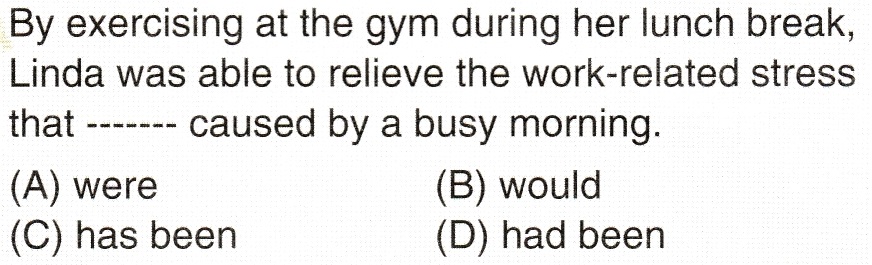 By exercising at the gym during her lunch break,
Linda was able to relieve the work-related stress
that ------- caused by a busy morning.
(A) were (B) would
(C) has been (D) had been